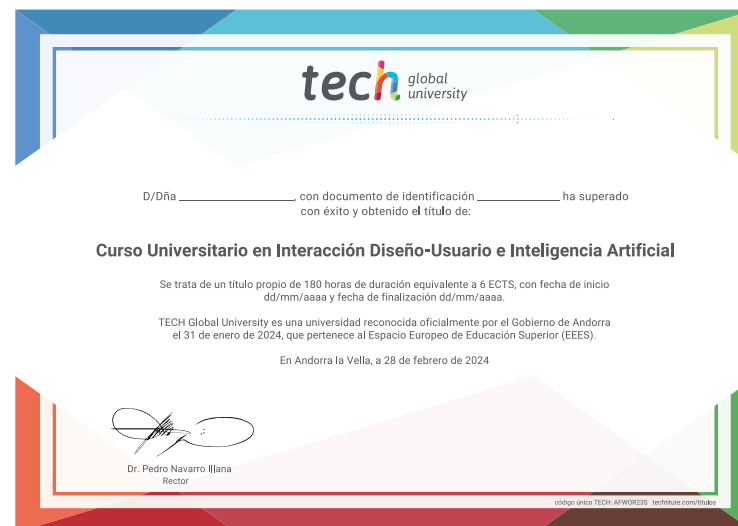 tech global university
D/Dña ______________, con documento de identificación ______________ ha superado
con éxito y obtenido el título de:
Curso Universitario en Interacción Diseño-Usuario e Inteligencia Artificial
Se trata de un título propio de 180 horas de duración equivalente a 6 ECTS, con fecha de inicio
dd/mm/aaaa y fecha de finalización dd/mm/aaaa.
TECH Global University es una universidad reconocida oficialmente por el Gobierno de Andorra
el 31 de enero de 2024, que pertenece al Espacio Europeo de Educación Superior (EEES).
En Andorra la Vella, a 28 de febrero de 2024
Dr. Pedro Navarro Illana
Rector
código único TECH: AFWOR23S techtitute.com/titulos